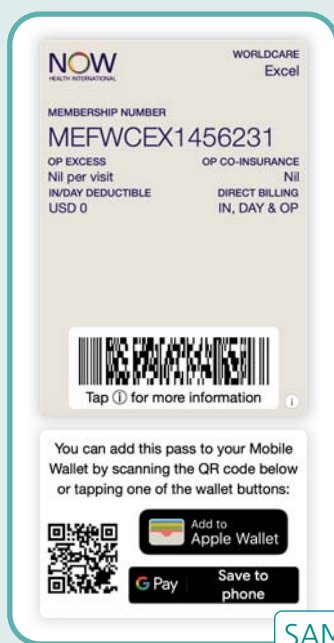 NOW
HEALTH INTERNATIONAL
WORLDCARE
Excel
MEMBERSHIP NUMBER
MEFWCEX1456231
OP EXCESS
Nil per visit
OP CO-INSURANCE
Nil
IN/DAY DEDUCTIBLE
USD 0
DIRECT BILLING
IN, DAY & OP
Tap ⓘ for more information
You can add this pass to your Mobile
Wallet by scanning the QR code below
or tapping one of the wallet buttons:
Add to
Apple Wallet
G Pay
Save to
phone
SAN